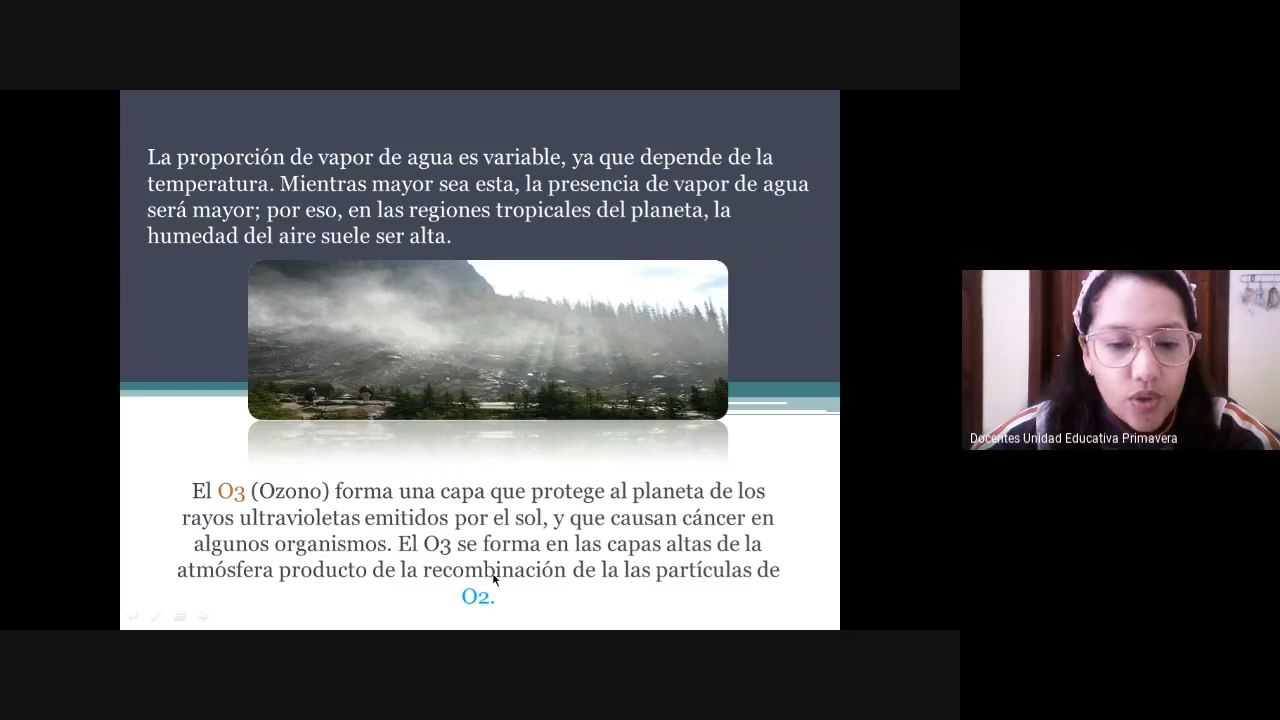 La proporción de vapor de agua es variable, ya que depende de la
temperatura. Mientras mayor sea esta, la presencia de vapor de agua
será mayor; por eso, en las regiones tropicales del planeta, la
humedad del aire suele ser alta.
El O3 (Ozono) forma una capa que protege al planeta de los
rayos ultravioletas emitidos por el sol, y que causan cáncer en
algunos organismos. El O3 se forma en las capas altas de la
atmósfera producto de la recombinación de la las partículas de
O2.
Docentes Unidad Educativa Primavera